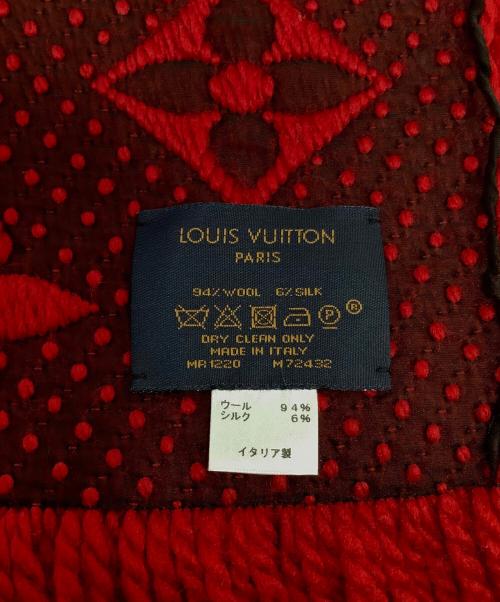 LOUIS VUITTON
PARIS
94% WOOL 6% SILK
P ®
DRY CLEAN ONLY
MADE IN ITALY
MR1220 M72432
ウール 94%
シルク 6%
イタリア製